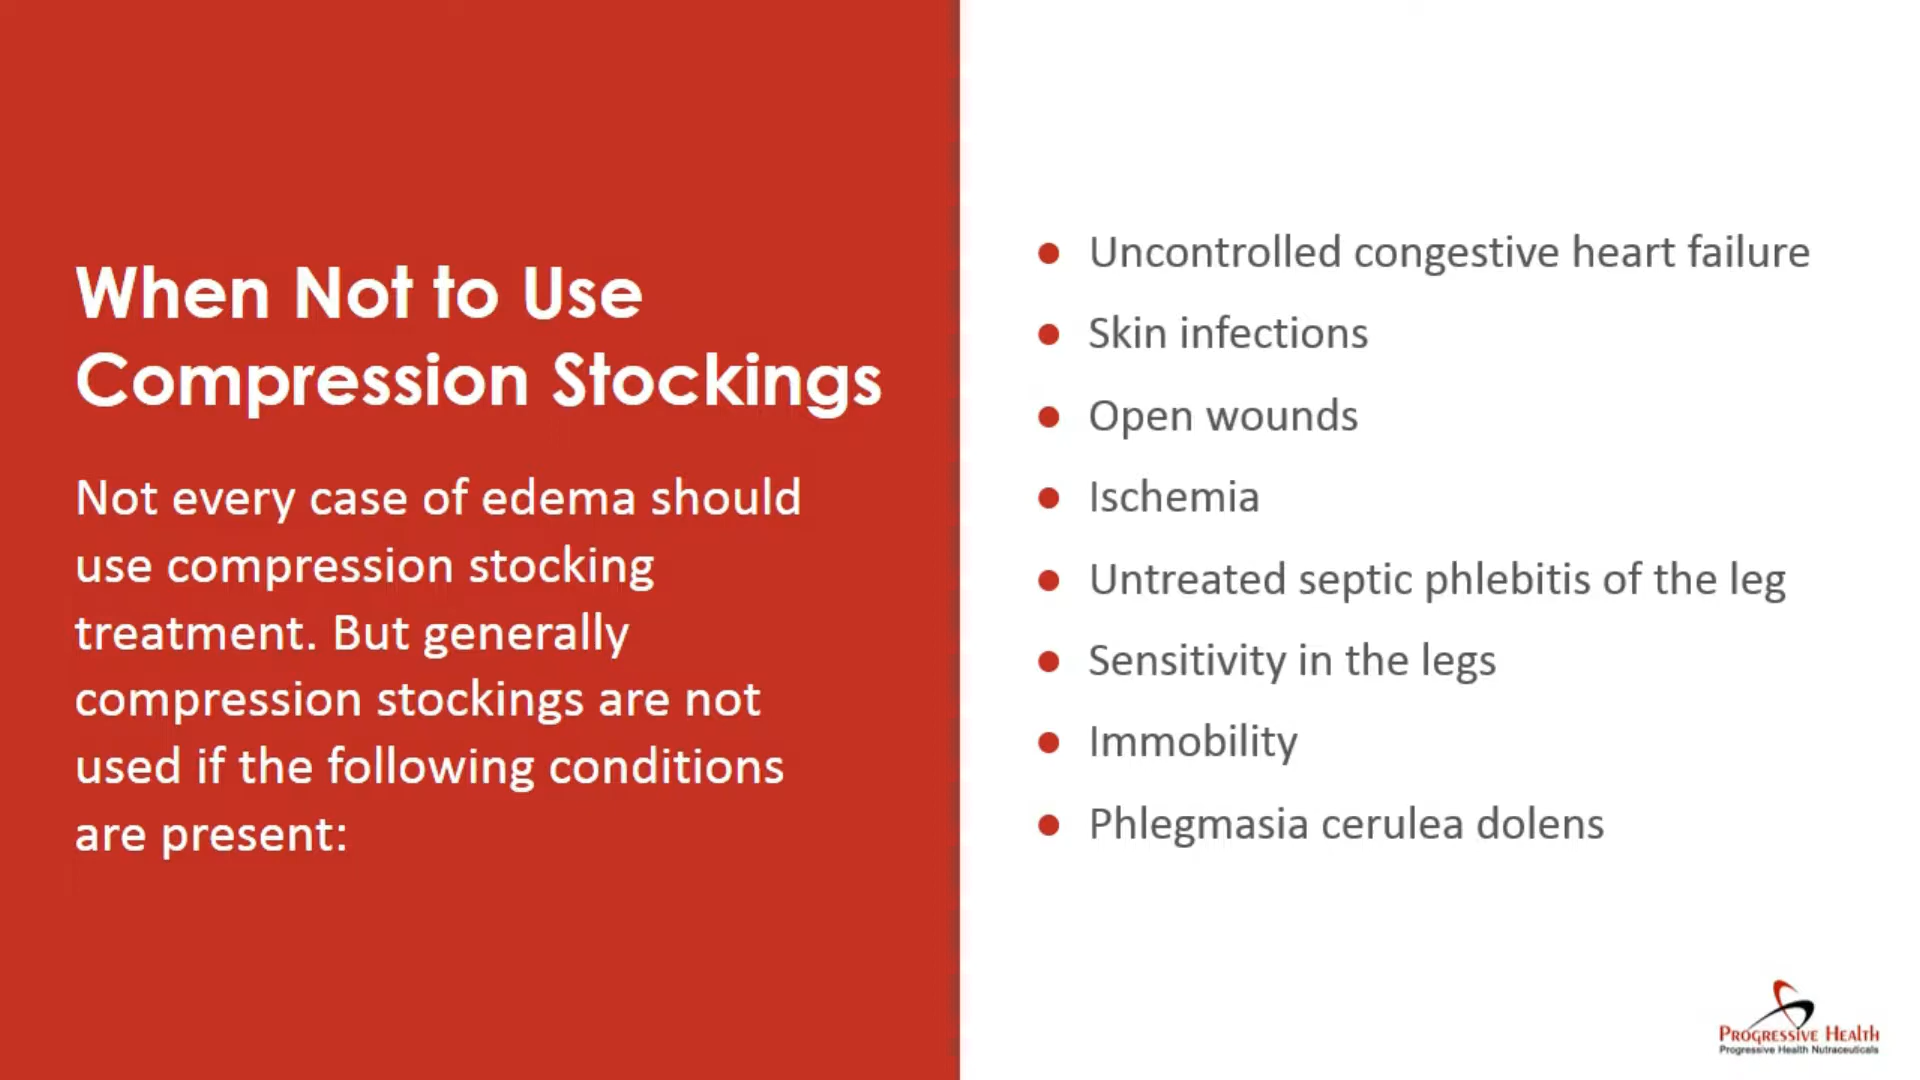 When Not to Use
Compression Stockings
Not every case of edema should
use compression stocking
treatment. But generally
compression stockings are not
used if the following conditions
are present:
● Uncontrolled congestive heart failure
● Skin infections
● Open wounds
● Ischemia
● Untreated septic phlebitis of the leg
● Sensitivity in the legs
● Immobility
● Phlegmasia cerulea dolens
Progressive Health
Progressive Health Nutraceuticals